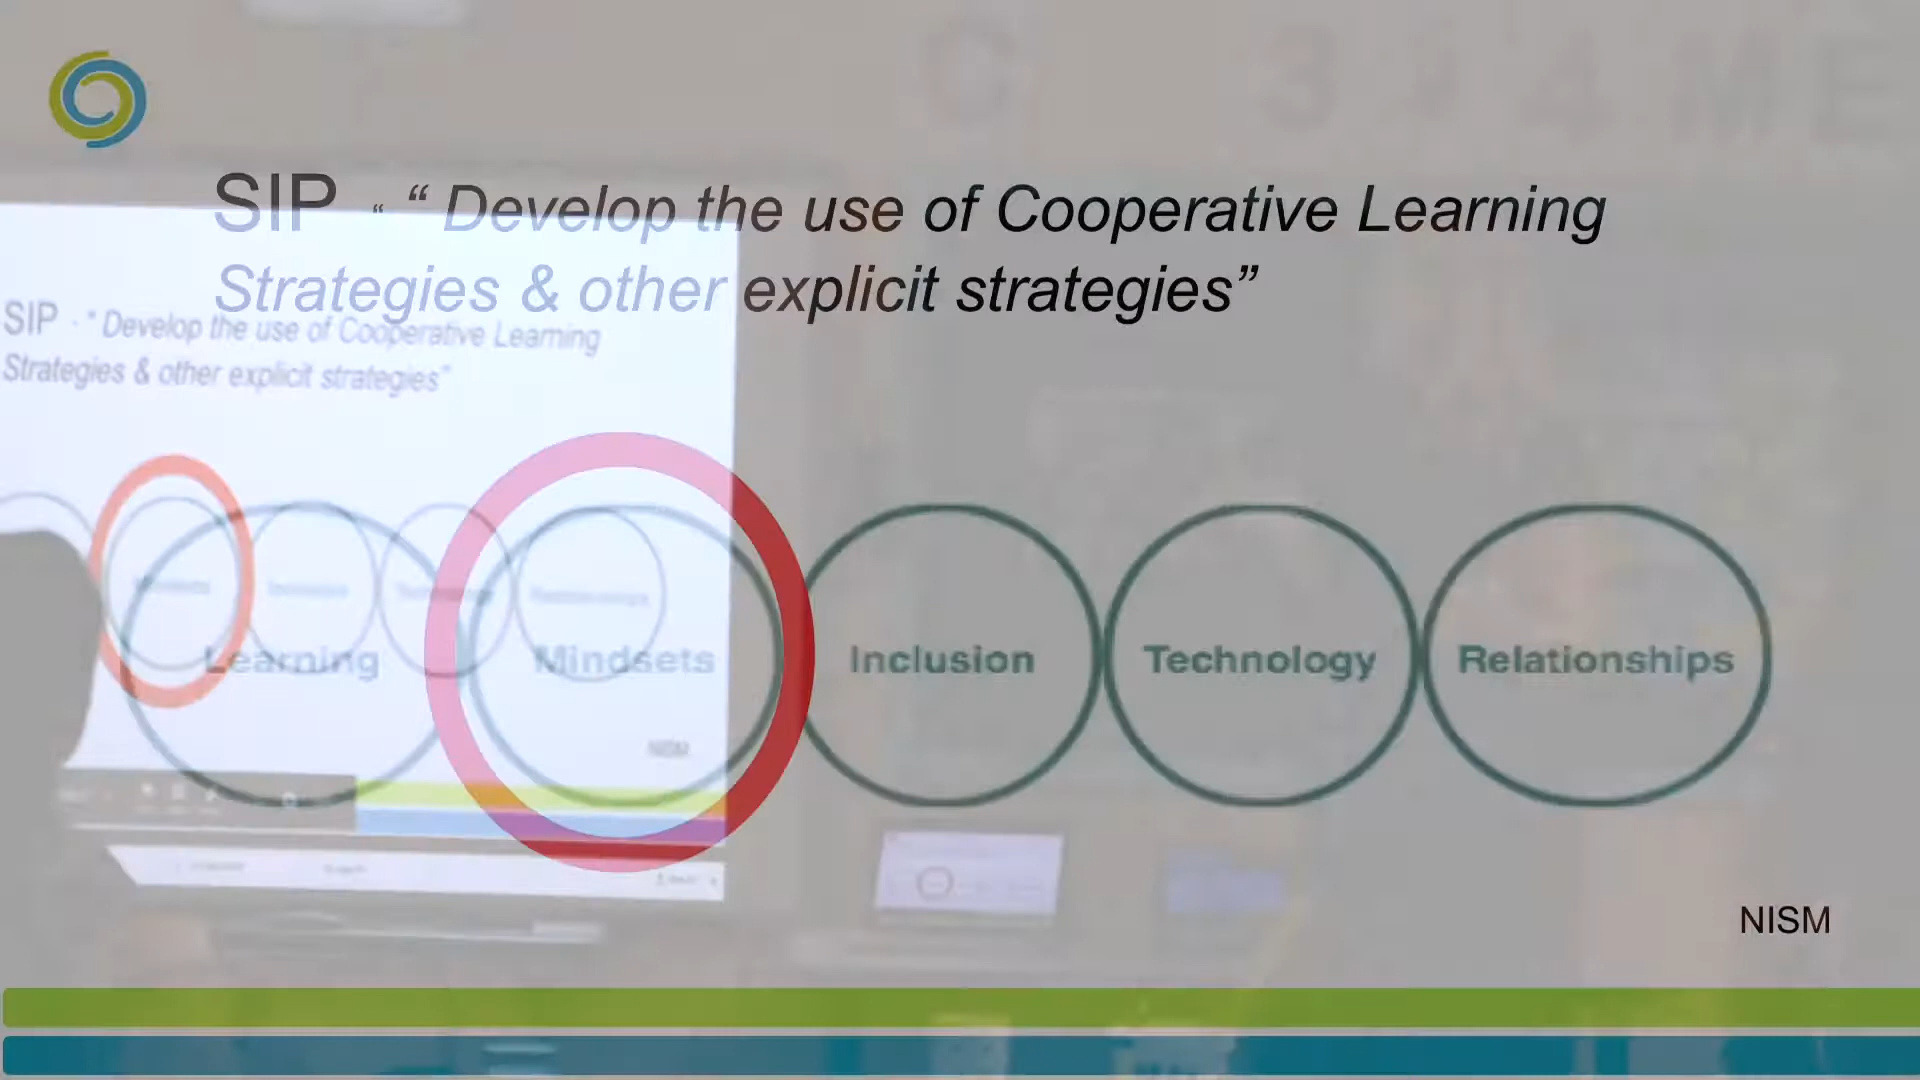 SIP “ “ Develop the use of Cooperative Learning
Strategies & other explicit strategies”
SIP - “ Develop the use of Cooperative Learning
Strategies & other explicit strategies”
Learning
Mindsets
Inclusion
Technology
Relationships
NISM
NISM